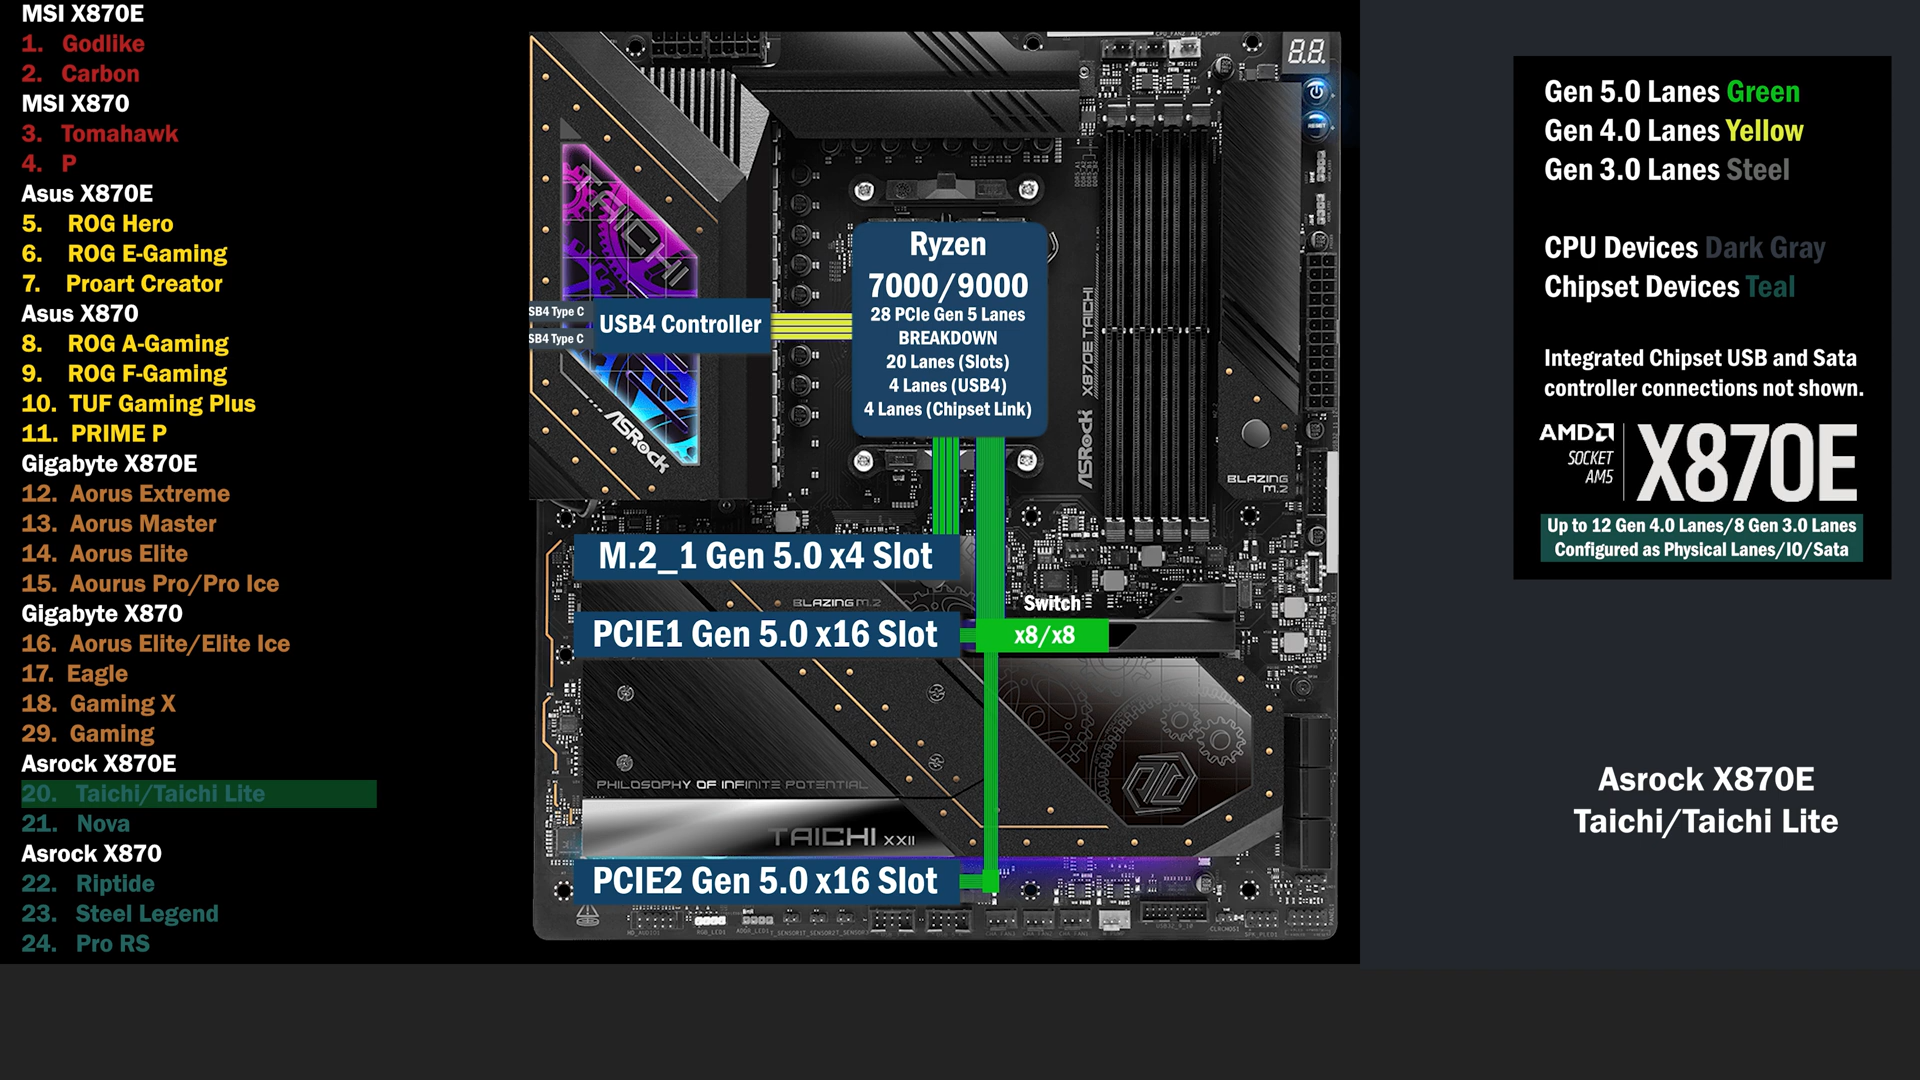 MSI X870E
1. Godlike
2. Carbon
MSI X870
3. Tomahawk
4. P
Asus X870E
5. ROG Hero
6. ROG E-Gaming
7. Proart Creator
Asus X870
8. ROG A-Gaming
9. ROG F-Gaming
10. TUF Gaming Plus
11. PRIME P
Gigabyte X870E
12. Aorus Extreme
13. Aorus Master
14. Aorus Elite
15. Aourus Pro/Pro Ice
Gigabyte X870
16. Aorus Elite/Elite Ice
17. Eagle
18. Gaming X
29. Gaming
Asrock X870E
20. Taichi/Taichi Lite
21. Nova
Asrock X870
22. Riptide
23. Steel Legend
24. Pro RS
88.
RESET
TAICHI
ASRock
SB4 Type C
SB4 Type C
USB4 Controller
Ryzen
7000/9000
28 PCIe Gen 5 Lanes
BREAKDOWN
20 Lanes (Slots)
4 Lanes (USB4)
4 Lanes (Chipset Link)
ASRock X870E TAICHI
BLAZING
M.2
M.2_1 Gen 5.0 x4 Slot
BLAZING M.2
Switch
PCIE1 Gen 5.0 x16 Slot
x8/x8
PHILOSOPHY OF INFINITE POTENTIAL
TAICHI XXII
PCIE2 Gen 5.0 x16 Slot
Gen 5.0 Lanes Green
Gen 4.0 Lanes Yellow
Gen 3.0 Lanes Steel
CPU Devices Dark Gray
Chipset Devices Teal
Integrated Chipset USB and Sata
controller connections not shown.
AMD
SOCKET
AM5
X870E
Up to 12 Gen 4.0 Lanes/8 Gen 3.0 Lanes
Configured as Physical Lanes/IO/Sata
Asrock X870E
Taichi/Taichi Lite